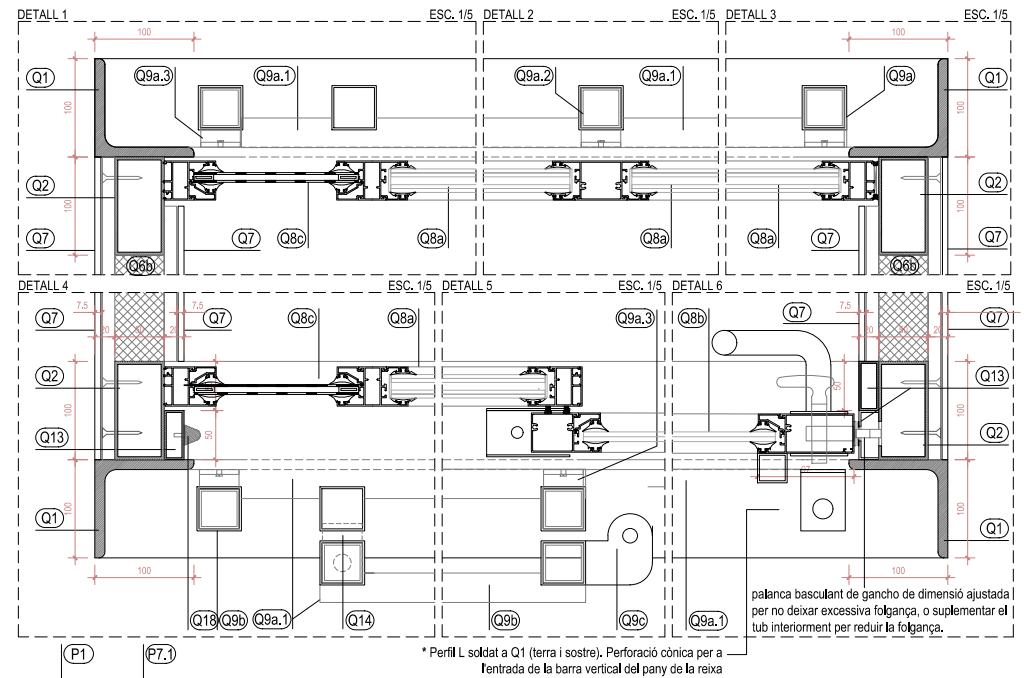 DETALL 1 ESC. 1/5 DETALL 2 ESC. 1/5 DETALL 3 ESC. 1/5
100 100
Q1 Q9a.3 Q9a.1 Q9a.2 Q9a.1 Q9a Q1
100 100
Q2 Q2
100 100
Q7 Q7 Q8c Q8a Q8a Q8a Q7 Q7
Q6b Q6b
DETALL 4 ESC. 1/5 DETALL 5 ESC. 1/5 DETALL 6 ESC. 1/5
7.5 7.5 7.5
Q7 Q7 Q8c Q8a Q9a.3 Q8b Q7 Q7
20 20 20 20
Q2 Q13
100 50 50 100
Q13 Q2
Q1 Q1
100 100
100 100
Q18 Q9b Q9a.1 Q14 Q9b Q9c Q9a.1
palanca basculant de gancho de dimensió ajustada
per no deixar excessiva folgança, o suplementar el
tub interiorment per reduir la folgança.
P1 P7.1
* Perfil L soldat a Q1 (terra i sostre). Perforació cònica per a
l'entrada de la barra vertical del pany de la reixa